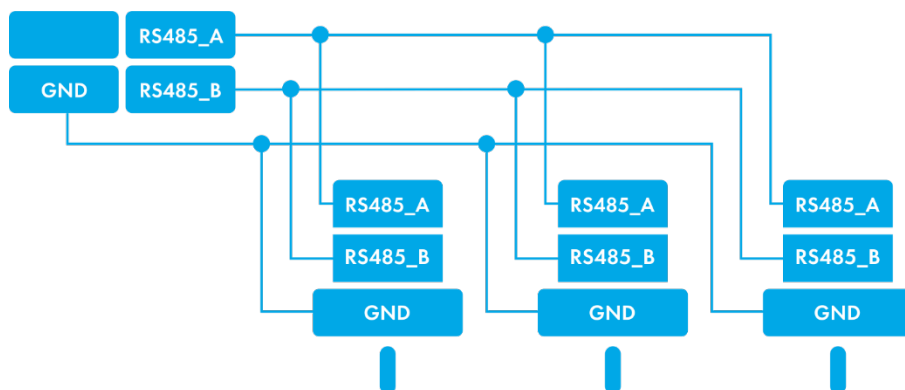 RS485_A
GND RS485_B
RS485_A RS485_A RS485_A
RS485_B RS485_B RS485_B
GND GND GND